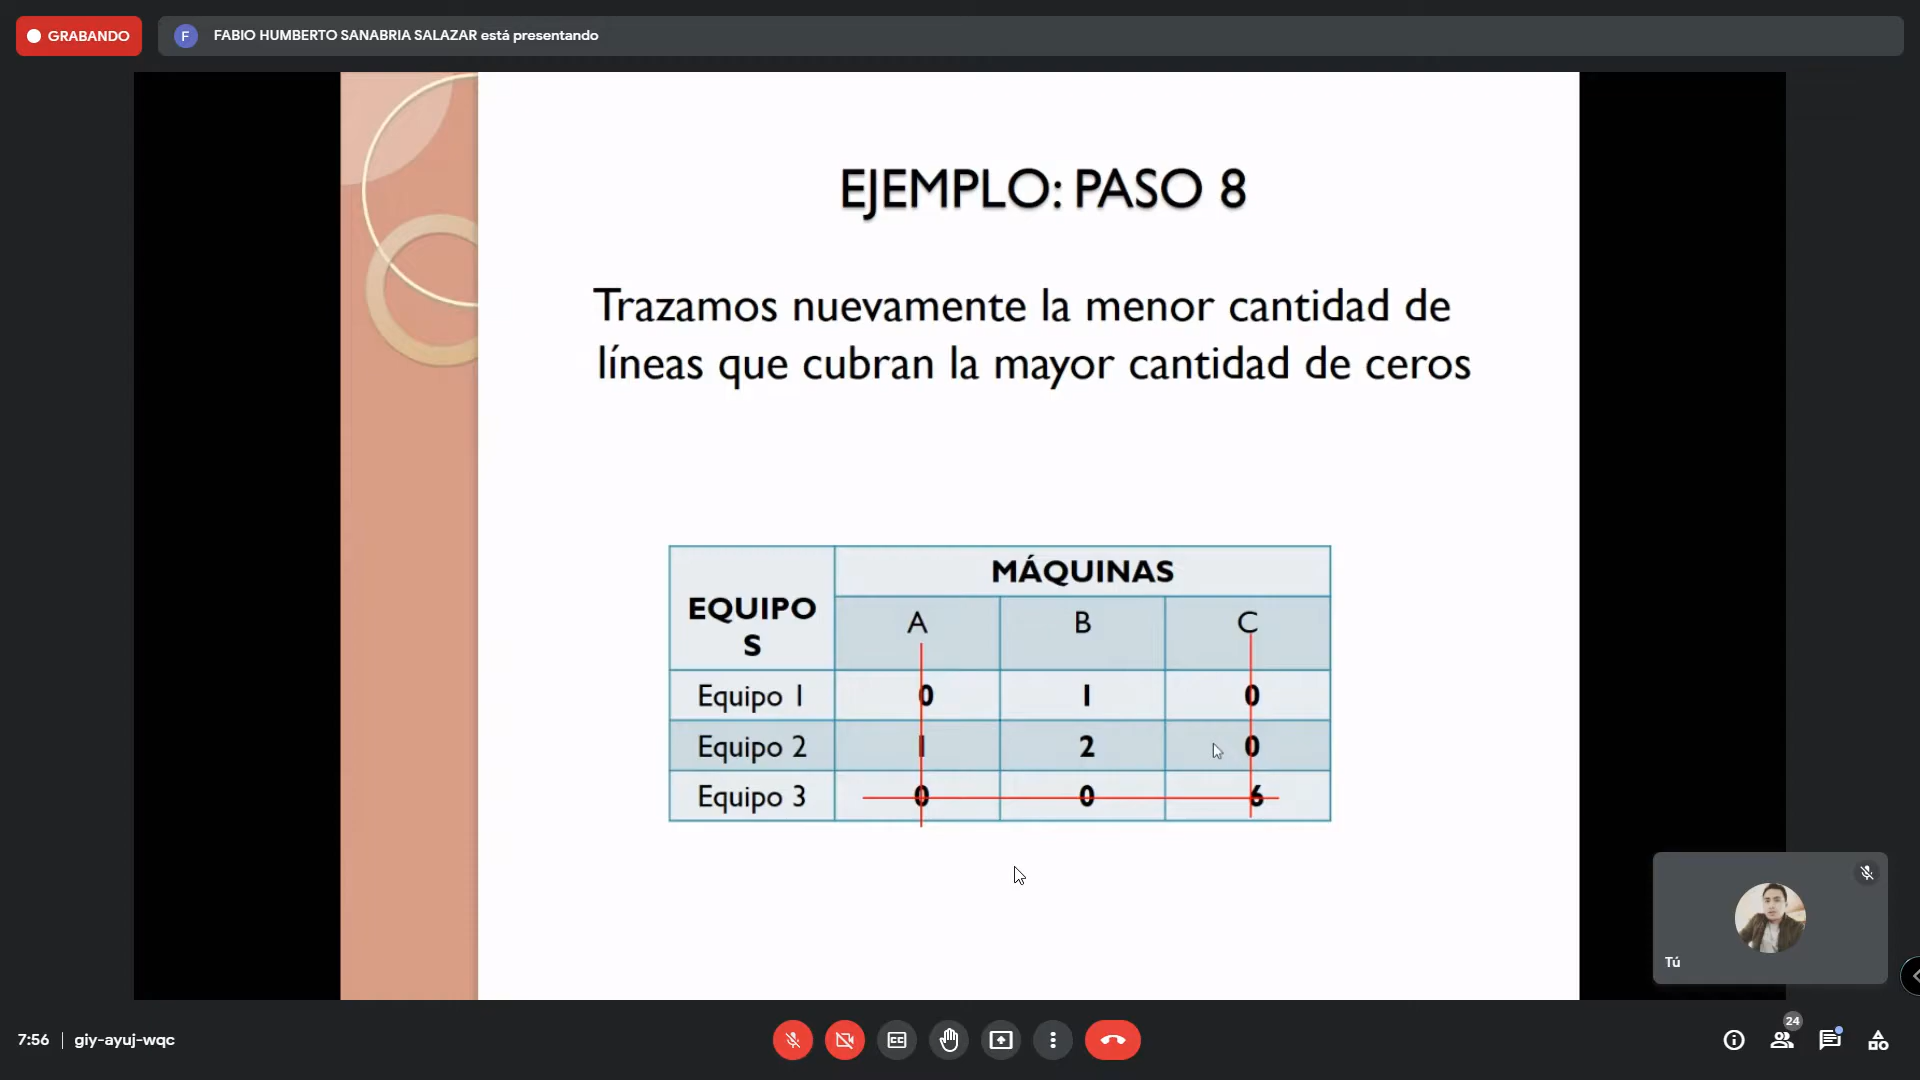 GRABANDO
F
FABIO HUMBERTO SANABRIA SALAZAR está presentando
EJEMPLO: PASO 8
Trazamos nuevamente la menor cantidad de
líneas que cubran la mayor cantidad de ceros
EQUIPO
S
MÁQUINAS
A B C
Equipo 1 0 1 0
Equipo 2 1 2 0
Equipo 3 0 0 6
Tú
7:56 | giy-ayuj-wqc
CC
24